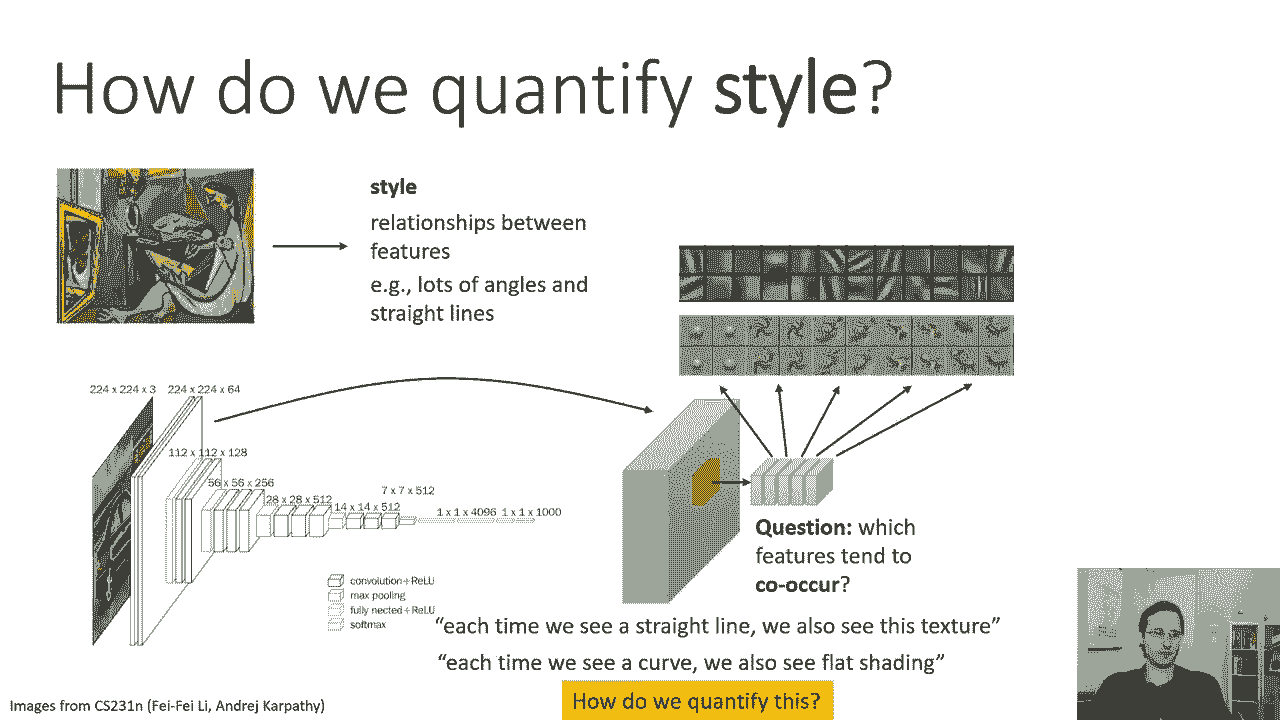 How do we quantify style?
style
relationships between
features
e.g., lots of angles and
straight lines
224 x 224 x 3
224 x 224 x 64
112 x 112 x 128
56 x 56 x 256
28 x 28 x 512
14 x 14 x 512
7 x 7 x 512
1 x 1 x 4096
1 x 1 x 1000
convolution+ReLU
max pooling
fully nected+ReLU
softmax
Question: which
features tend to
co-occur?
“each time we see a straight line, we also see this texture”
“each time we see a curve, we also see flat shading”
How do we quantify this?
Images from CS231n (Fei-Fei Li, Andrej Karpathy)